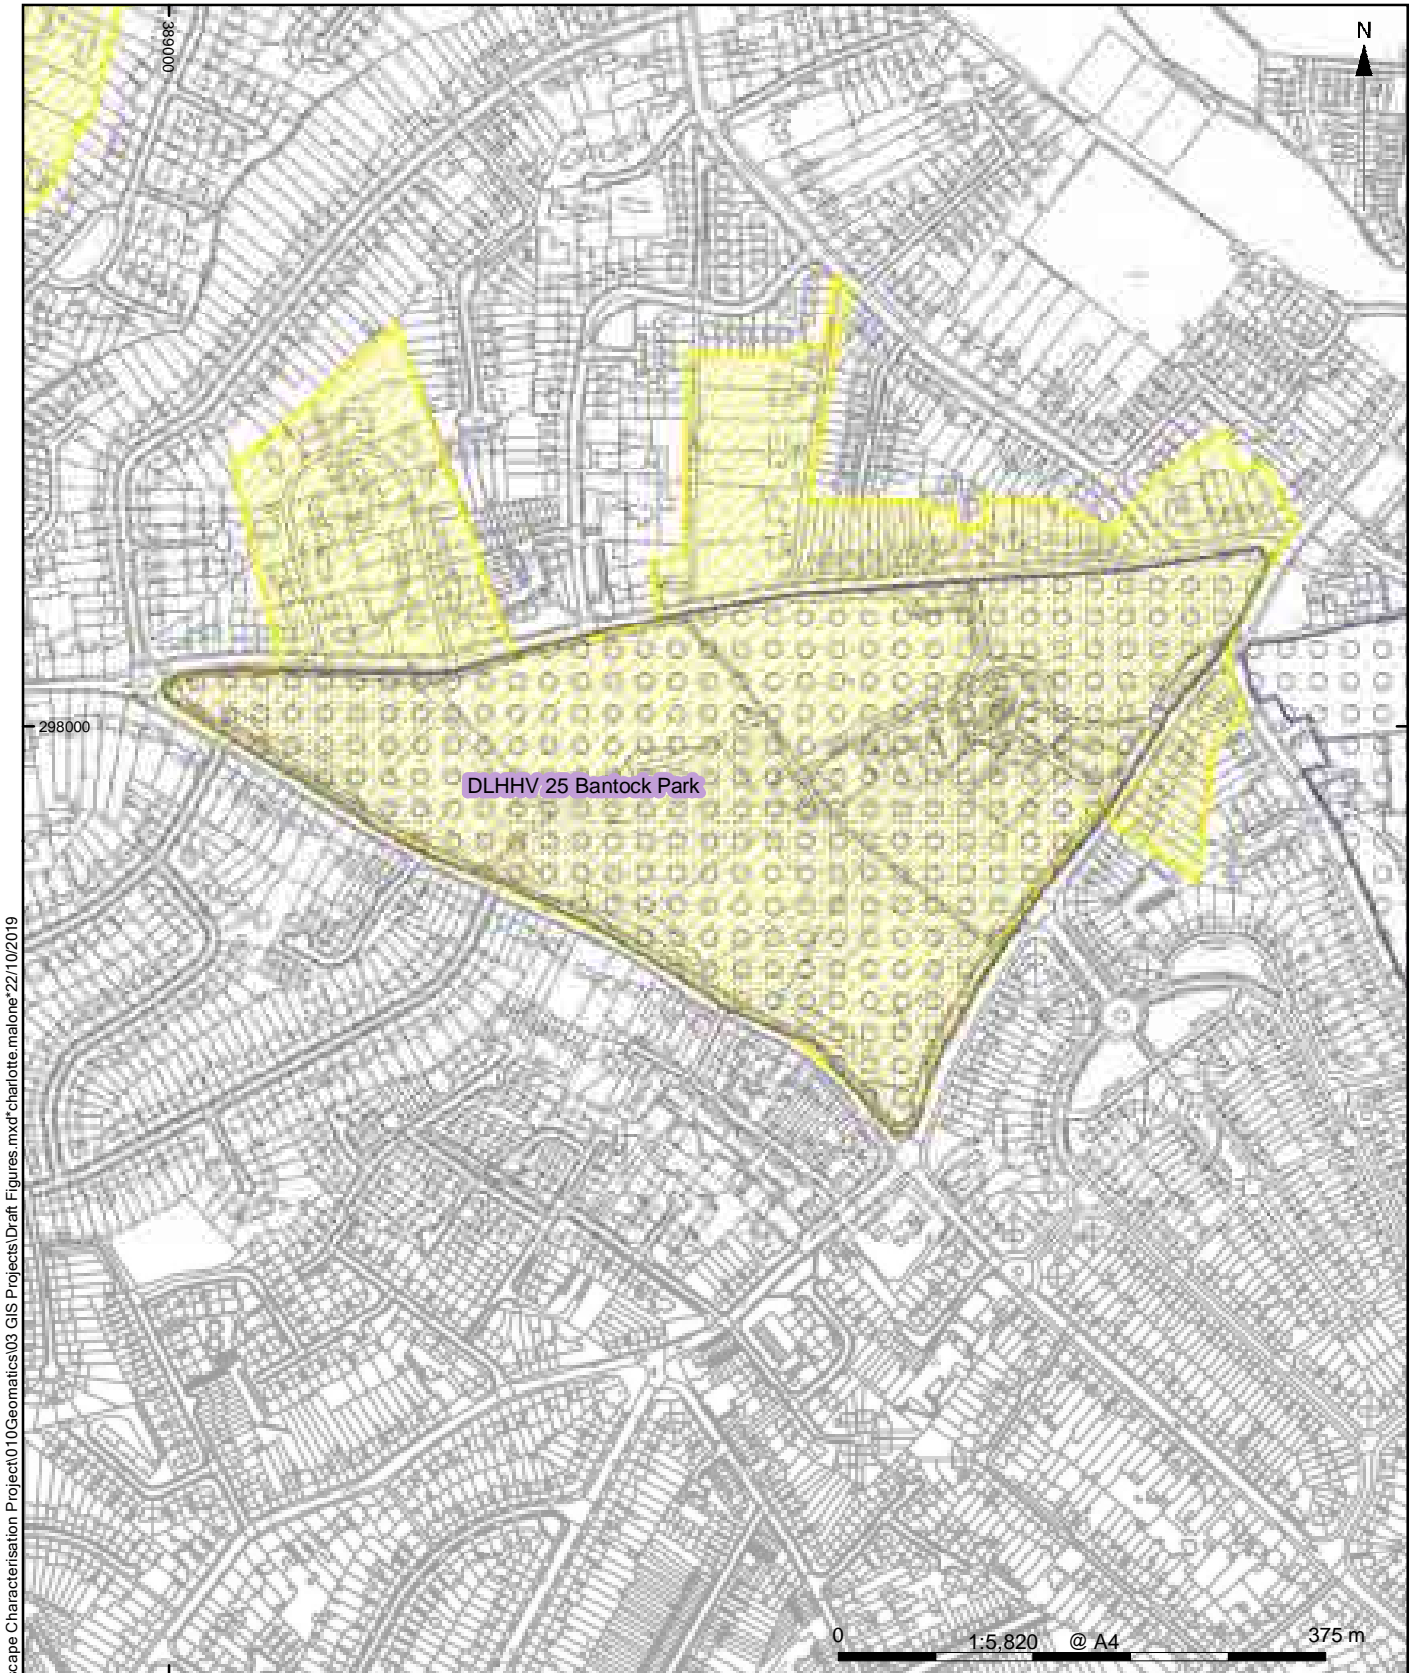 389000
N
298000
DLHHV 25 Bantock Park
cape Characterisation Project\010Geomatics\03 GIS Projects\Draft Figures.mxd*charlotte.malone*22/10/2019
0 1:5,820 @ A4 375 m